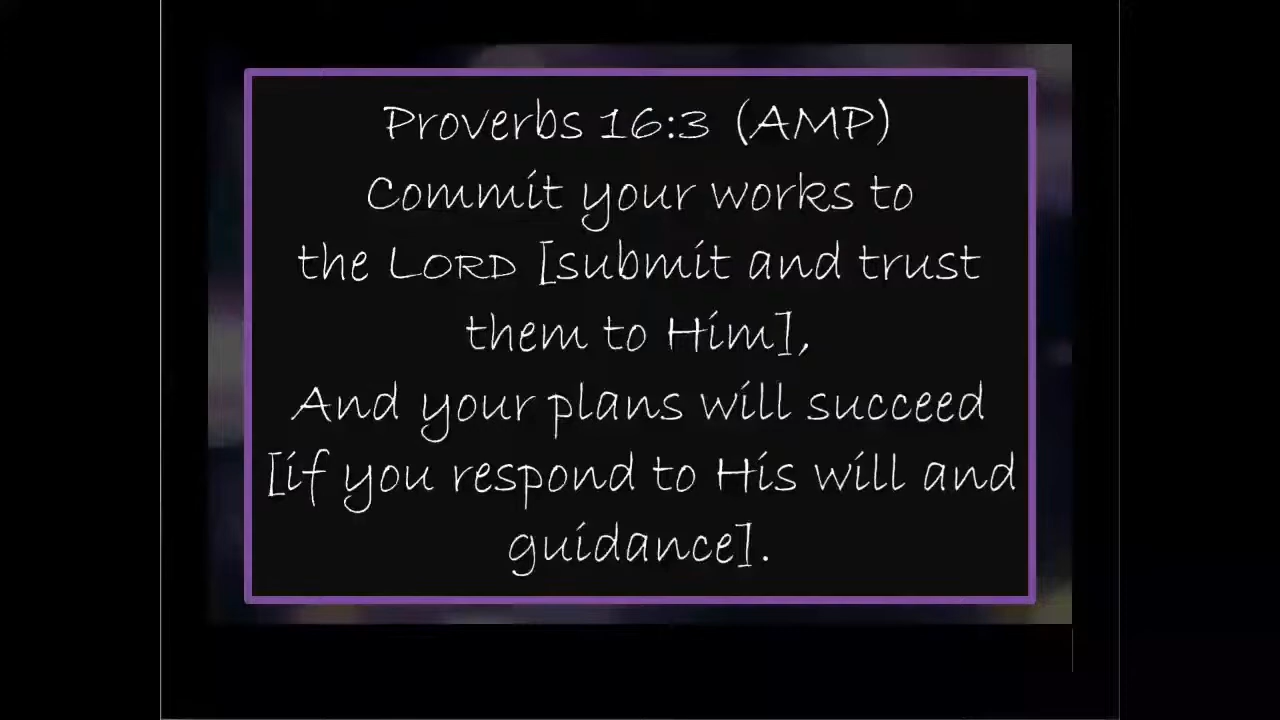 Proverbs 16:3 (AMP)
Commit your works to
the LORD [submit and trust
them to Him],
And your plans will succeed
[if you respond to His will and
guidance].